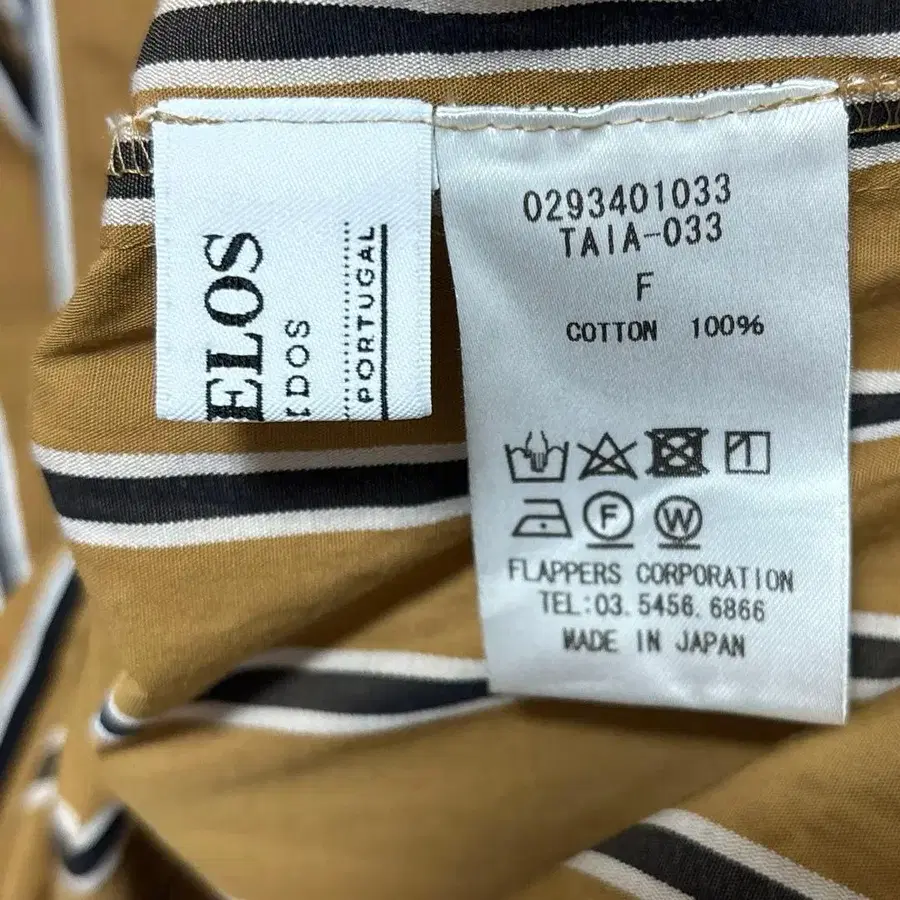 ELOS
IDOS
PORTUGAL
0293401033
TAIA-033
F
COTTON 100%
F
W
FLAPPERS CORPORATION
TEL:03.5456.6866
MADE IN JAPAN